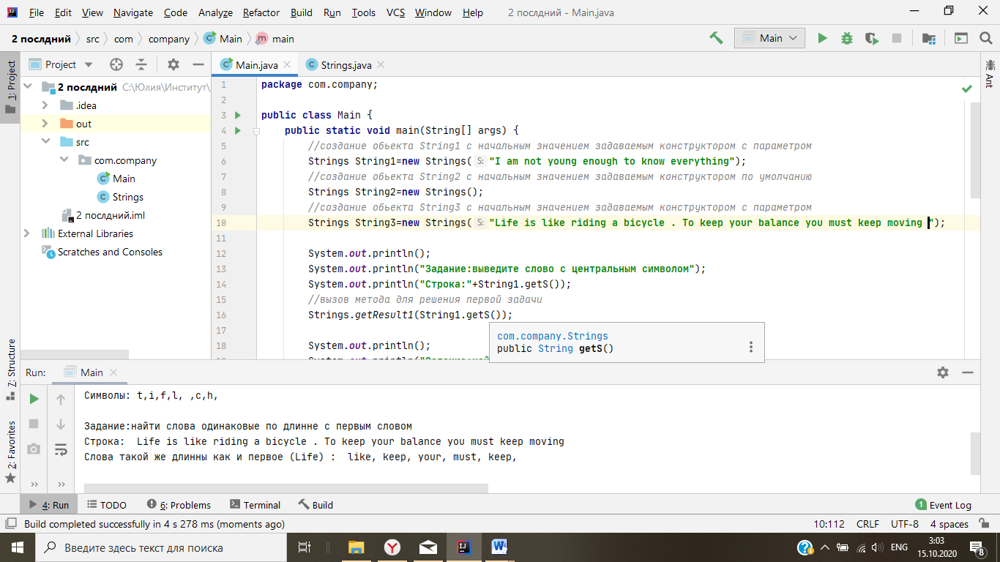 File Edit View Navigate Code Analyze Refactor Build Run Tools VCS Window Help 2 послдний - Main.java
2 послдний src com company Main main Main
1: Project
Project
Main.java
Strings.java
Ant
2 послдний C:\Юлия\Институт\
.idea
out
src
com.company
Main
Strings
2 послдний.iml
External Libraries
Scratches and Consoles
1 package com.company;
2
3 public class Main {
4 public static void main(String[] args) {
5 //создание обьекта String1 с начальным значением задаваемым конструктором с параметром
6 Strings String1=new Strings( S: "I am not young enough to know everything");
7 //создание обьекта String2 с начальным значением задаваемым конструктором по умолчанию
8 Strings String2=new Strings();
9 //создание обьекта String3 с начальным значением задаваемым конструктором с параметром
10 Strings String3=new Strings( S: "Life is like riding a bicycle . To keep your balance you must keep moving ");
11
12 System.out.println();
13 System.out.println("Задание:выведите слово с центральным символом");
14 System.out.println("Строка:"+String1.getS());
15 //вызов метода для решения первой задачи
16 Strings.getResult1(String1.getS());
17
18 System.out.println();
com.company.Strings
public String getS()
7: Structure
2: Favorites
Run: Main
Символы: t,i,f,l, ,c,h,
Задание:найти слова одинаковые по длинне с первым словом
Строка: Life is like riding a bicycle . To keep your balance you must keep moving
Слова такой же длинны как и первое (Life) : like, keep, your, must, keep,
4: Run TODO 6: Problems Terminal Build 1 Event Log
Build completed successfully in 4 s 278 ms (moments ago) 10:112 CRLF UTF-8 4 spaces
Введите здесь текст для поиска
ENG
3:03
15.10.2020
8